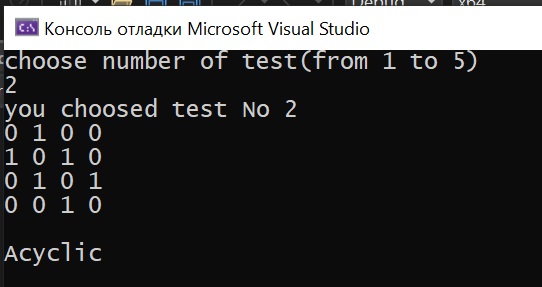 Debug x64
C:\ Консоль отладки Microsoft Visual Studio
choose number of test(from 1 to 5)
2
you choosed test No 2
0 1 0 0
1 0 1 0
0 1 0 1
0 0 1 0
Acyclic